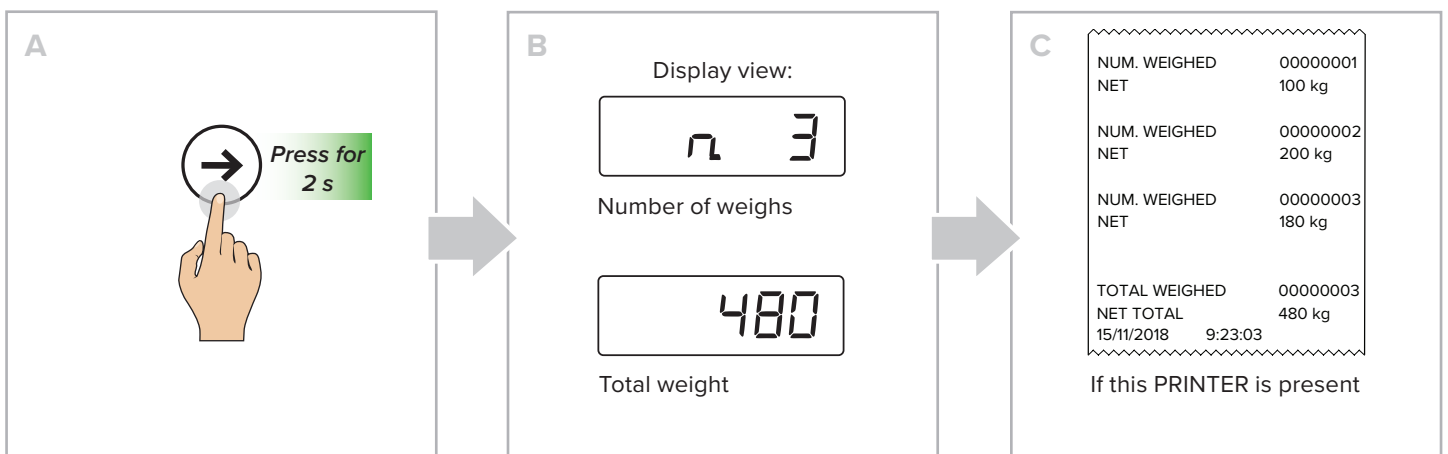 A
Press for
2 s
B
Display view:
n. 3
Number of weighs
480
Total weight
C
NUM. WEIGHED 00000001
NET 100 kg
NUM. WEIGHED 00000002
NET 200 kg
NUM. WEIGHED 00000003
NET 180 kg
TOTAL WEIGHED 00000003
NET TOTAL 480 kg
15/11/2018 9:23:03
If this PRINTER is present